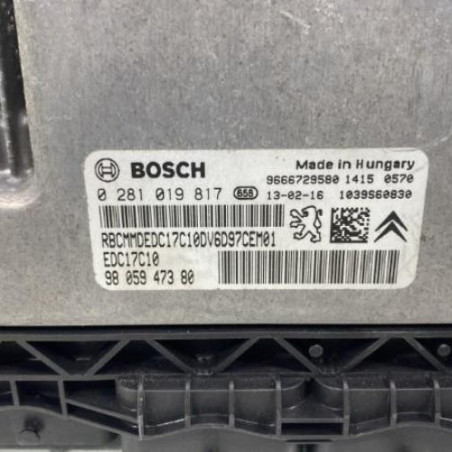 BOSCH
Made in Hungary
9666729580 1415 0570
0 281 019 817 658 13-02-16 1039S60830
RBCMMDEDC17C10DV6D97CEM01
EDC17C10
98 059 473 80